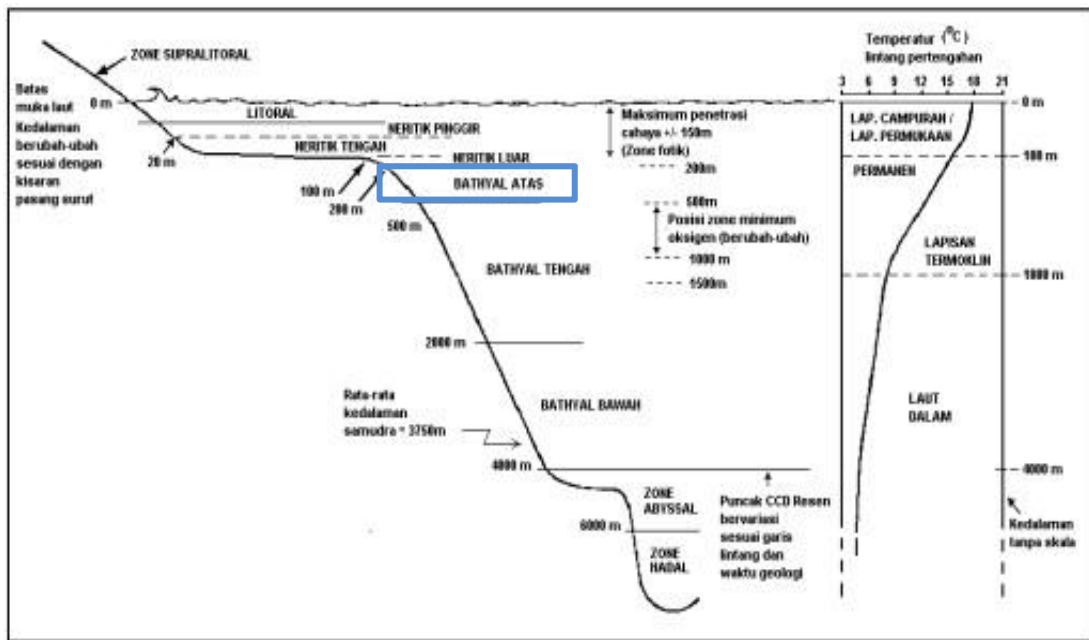 ZONE SUPRALITORAL
Batas
muka laut
0 m
Kedalaman
berubah-ubah
sesuai dengan
kisaran
pasang surut
LITORAL
NERITIK PINGGIR
20 m
NERITIK TENGAH
NERITIK LUAR
100 m
200 m
BATHYAL ATAS
500 m
BATHYAL TENGAH
2000 m
BATHYAL BAWAH
Rata-rata
kedalaman
samudra = 3750m
4000 m
ZONE
ABYSSAL
6000 m
ZONE
HADAL
Maksimum penetrasi
cahaya +/- 150m
(Zone fotik)
200m
500m
Posisi zone minimum
oksigen (berubah-ubah)
1000 m
1500m
Puncak CCD Resen
bervariasi
sesuai garis
lintang dan
waktu geologi
Temperatur (°C)
lintang pertengahan
3 6 9 12 15 18 21
0 m
LAP. CAMPURAN /
LAP. PERMUKAAN
100 m
PERMANEN
LAPISAN
TERMOKLIN
1000 m
LAUT
DALAM
4000 m
Kedalaman
tanpa skala